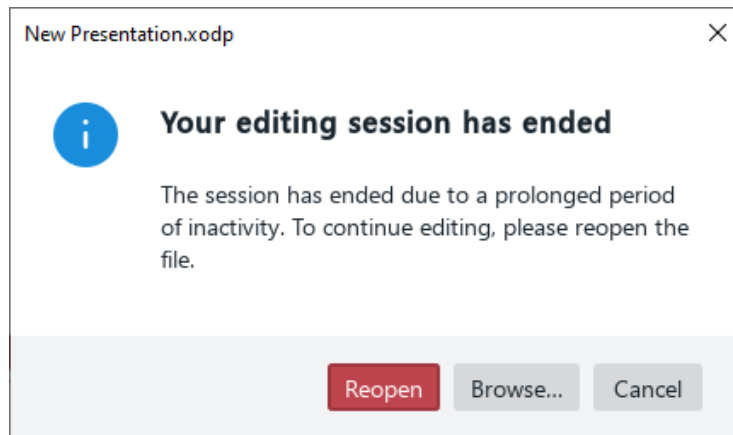 New Presentation.xodp
Your editing session has ended
The session has ended due to a prolonged period
of inactivity. To continue editing, please reopen the
file.
Reopen
Browse...
Cancel